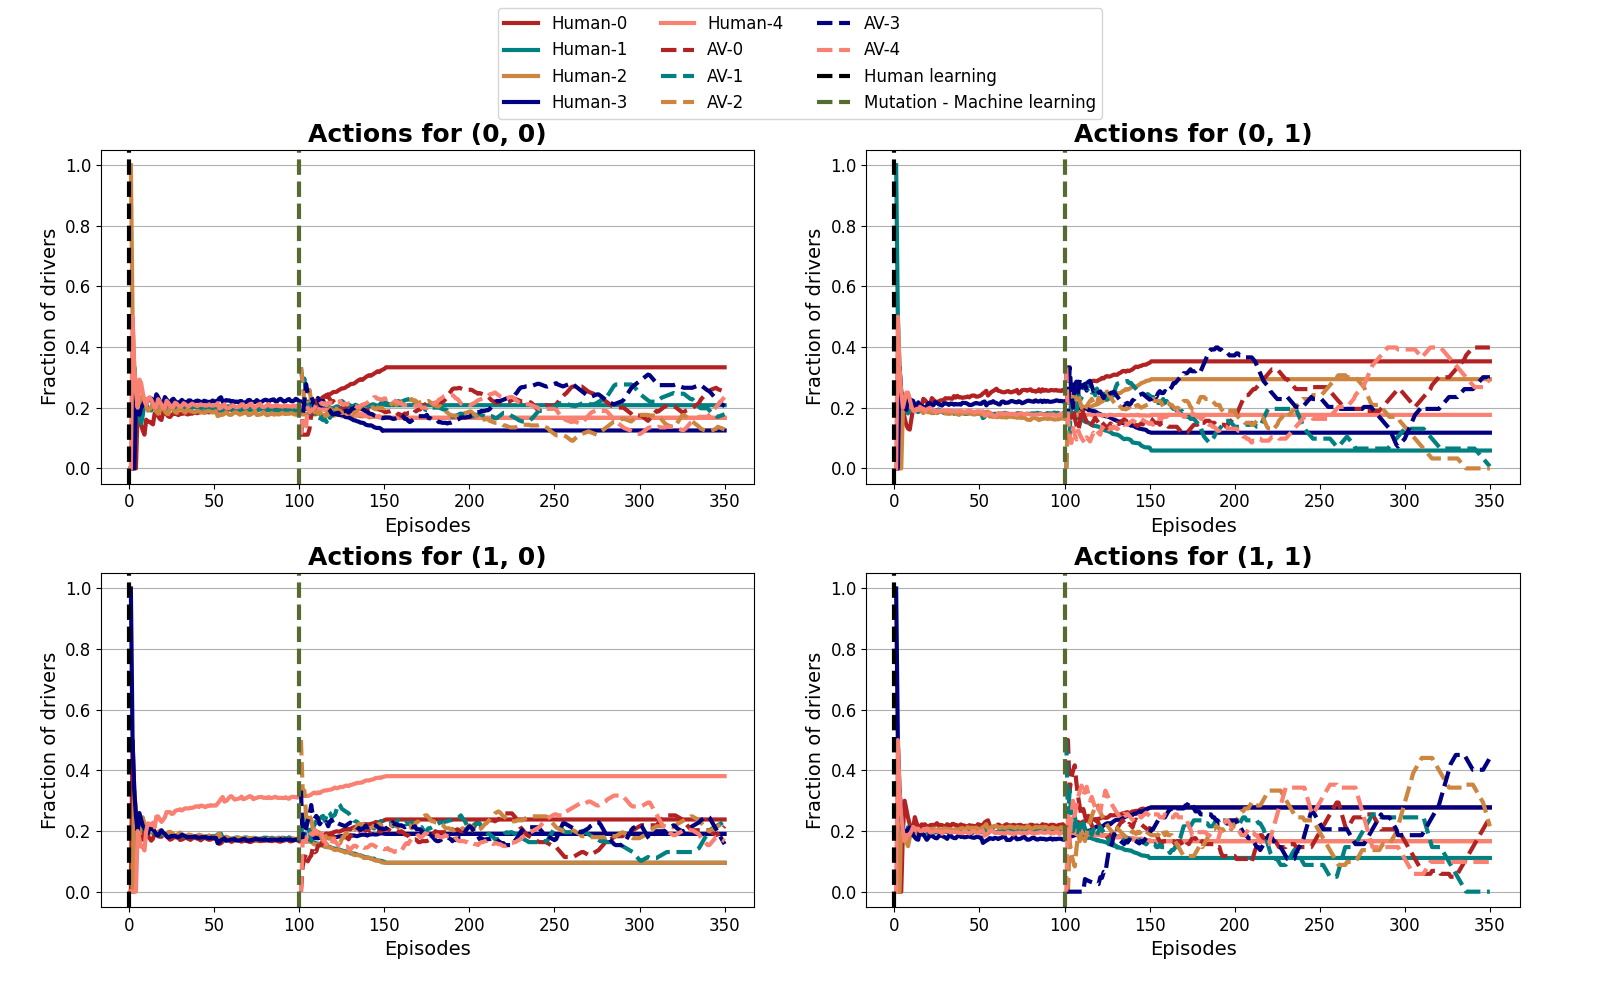 Human-0
Human-1
Human-2
Human-3
Human-4
AV-0
AV-1
AV-2
AV-3
AV-4
Human learning
Mutation - Machine learning
Actions for (0, 0)
Fraction of drivers
1.0
0.8
0.6
0.4
0.2
0.0
0 50 100 150 200 250 300 350
Episodes
Actions for (0, 1)
Fraction of drivers
1.0
0.8
0.6
0.4
0.2
0.0
0 50 100 150 200 250 300 350
Episodes
Actions for (1, 0)
Fraction of drivers
1.0
0.8
0.6
0.4
0.2
0.0
0 50 100 150 200 250 300 350
Episodes
Actions for (1, 1)
Fraction of drivers
1.0
0.8
0.6
0.4
0.2
0.0
0 50 100 150 200 250 300 350
Episodes